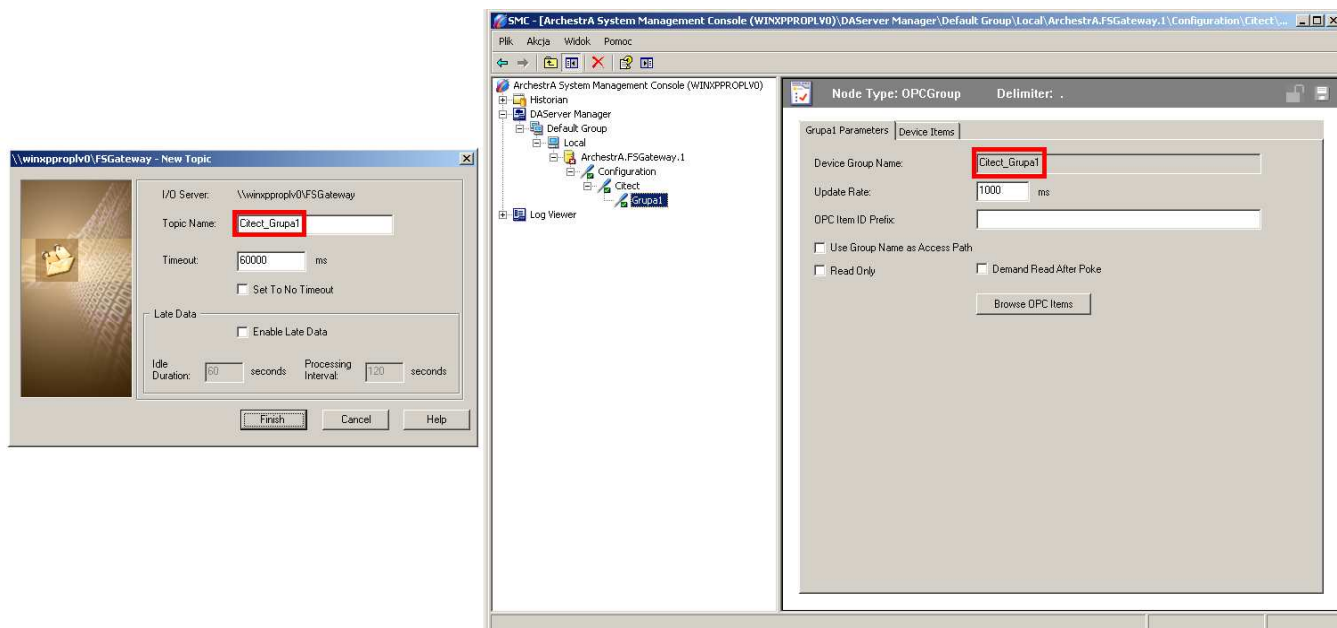 \\winxpproplv0\FSGateway - New Topic
I/O Server: \\winxpproplv0\FSGateway
Topic Name: Citect_Grupa1
Timeout: 60000 ms
Set To No Timeout
Late Data
Enable Late Data
Idle Duration: 60 seconds Processing Interval: 120 seconds
Finish Cancel Help
SMC - [ArchestrA System Management Console (WINXPPROPLV0)\DAServer Manager\Default Group\Local\ArchestrA.FSGateway.1\Configuration\Citect\...
Plik Akcja Widok Pomoc
ArchestrA System Management Console (WINXPPROPLV0)
Historian
DAServer Manager
Default Group
Local
ArchestrA.FSGateway.1
Configuration
Citect
Grupa1
Log Viewer
Node Type: OPCGroup Delimiter: .
Grupa1 Parameters Device Items
Device Group Name: Citect_Grupa1
Update Rate: 1000 ms
OPC Item ID Prefix:
Use Group Name as Access Path
Read Only Demand Read After Poke
Browse OPC Items